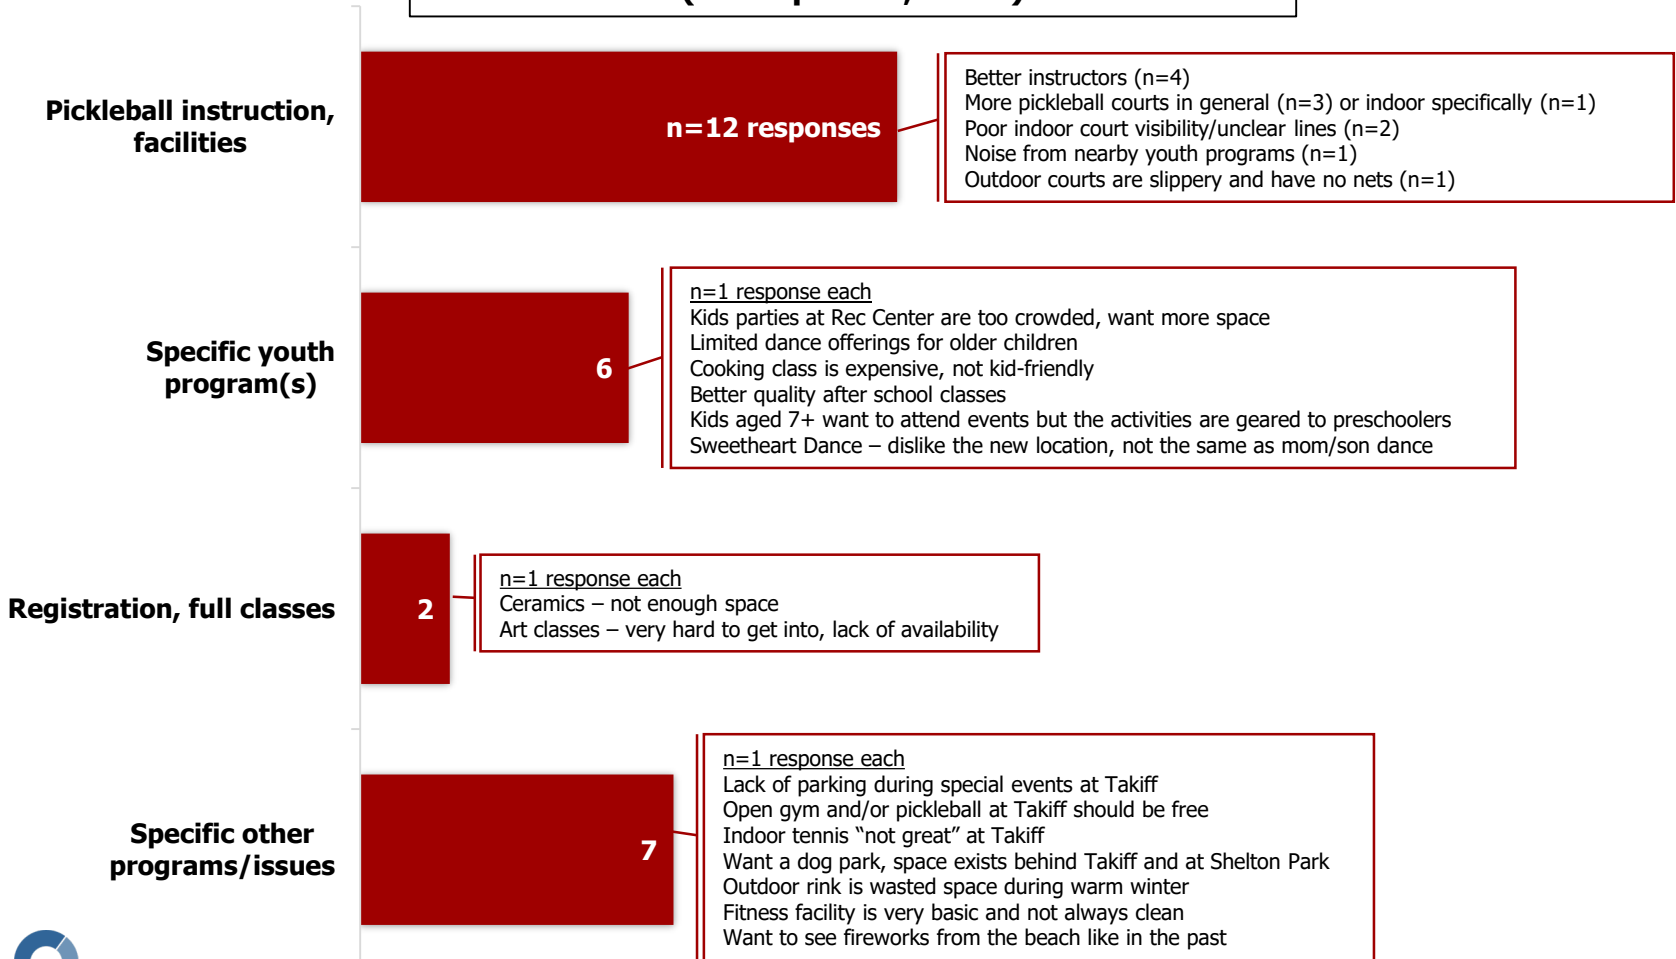 Pickleball instruction,
facilities
n=12 responses
Better instructors (n=4)
More pickleball courts in general (n=3) or indoor specifically (n=1)
Poor indoor court visibility/unclear lines (n=2)
Noise from nearby youth programs (n=1)
Outdoor courts are slippery and have no nets (n=1)
Specific youth
program(s)
6
n=1 response each
Kids parties at Rec Center are too crowded, want more space
Limited dance offerings for older children
Cooking class is expensive, not kid-friendly
Better quality after school classes
Kids aged 7+ want to attend events but the activities are geared to preschoolers
Sweetheart Dance – dislike the new location, not the same as mom/son dance
Registration, full classes
2
n=1 response each
Ceramics – not enough space
Art classes – very hard to get into, lack of availability
Specific other
programs/issues
7
n=1 response each
Lack of parking during special events at Takiff
Open gym and/or pickleball at Takiff should be free
Indoor tennis “not great” at Takiff
Want a dog park, space exists behind Takiff and at Shelton Park
Outdoor rink is wasted space during warm winter
Fitness facility is very basic and not always clean
Want to see fireworks from the beach like in the past